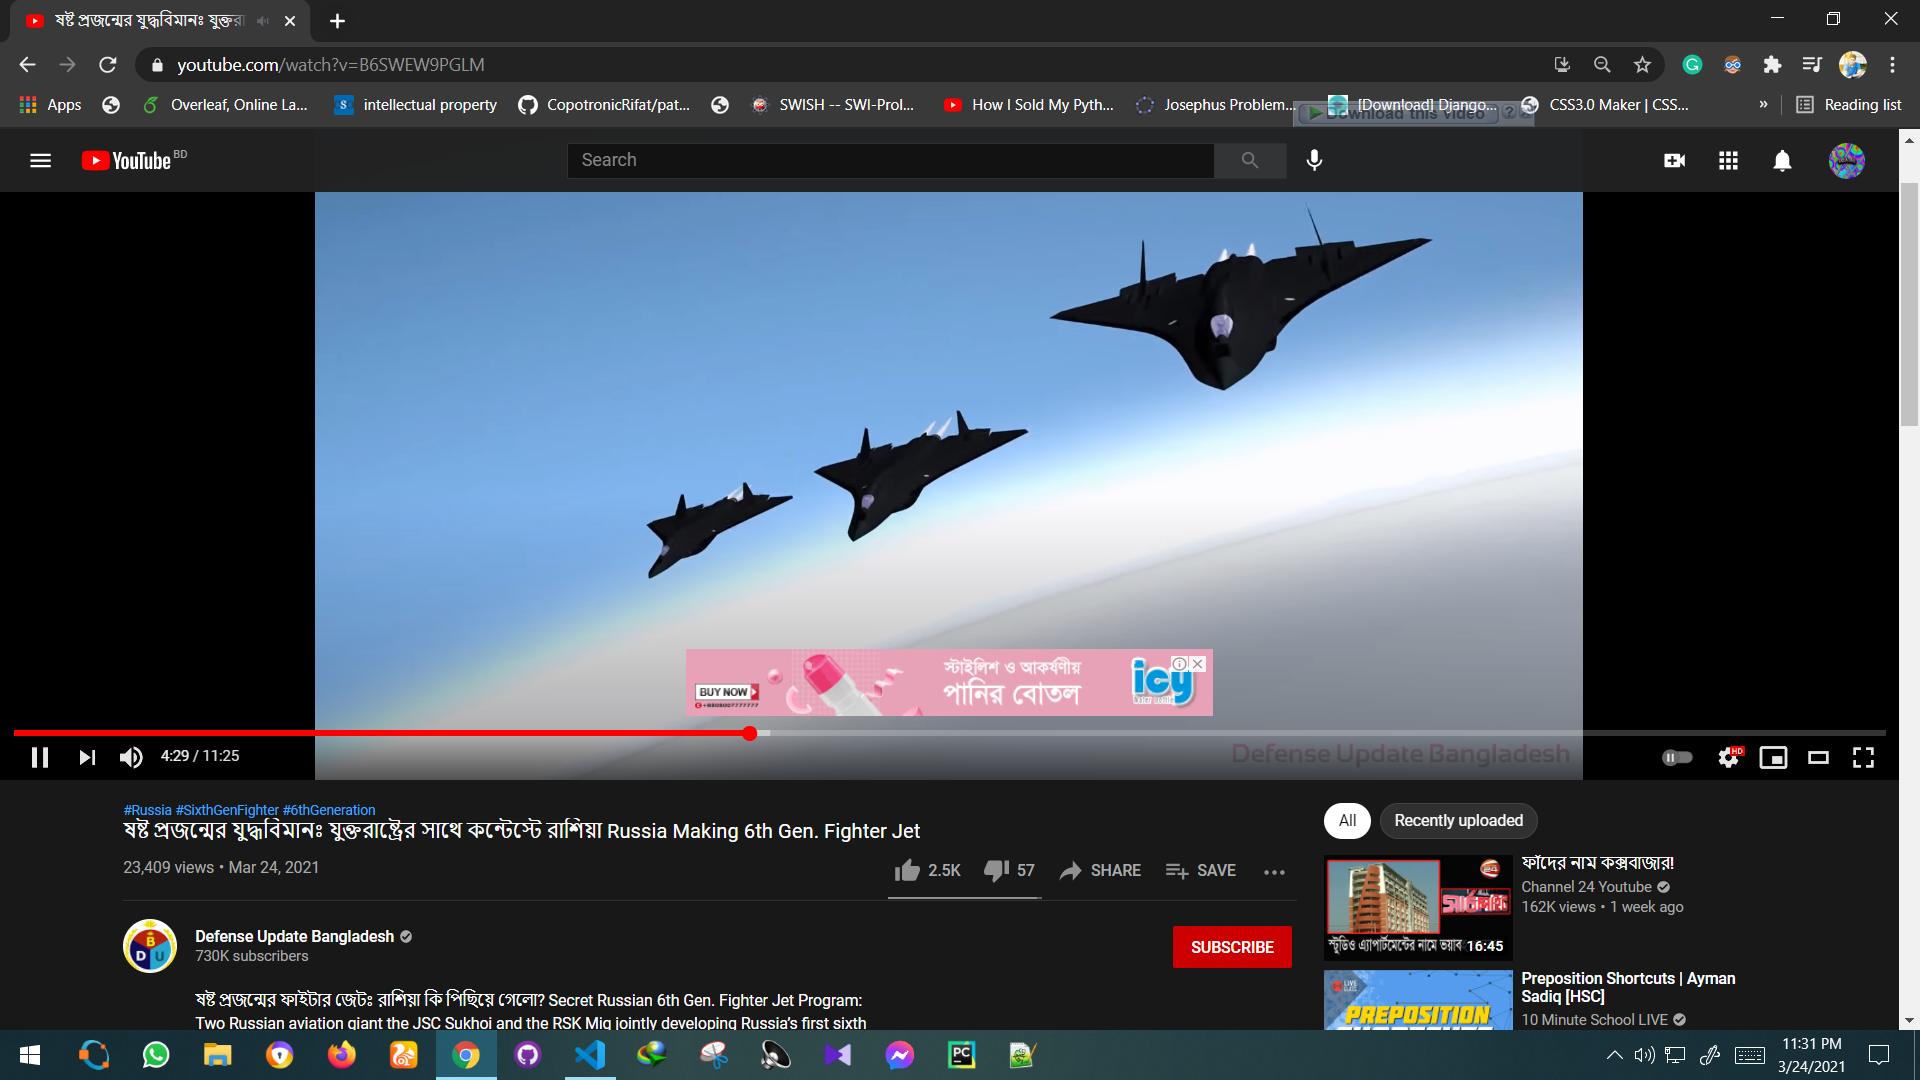 ষষ্ট প্রজন্মের যুদ্ধবিমানঃ যুক্তরা
youtube.com/watch?v=B6SWEW9PGLM
Apps
Overleaf, Online La...
intellectual property
CopotronicRifat/pat...
SWISH -- SWI-Prol...
How I Sold My Pyth...
Josephus Problem...
[Download] Django...
CSS3.0 Maker | CSS...
»
Reading list
Download this video
?
YouTube BD
Search
BUY NOW
স্টাইলিশ ও আকর্ষণীয়
পানির বোতল
icy
Defense Update Bangladesh
4:29 / 11:25
HD
#Russia #SixthGenFighter #6thGeneration
ষষ্ট প্রজন্মের যুদ্ধবিমানঃ যুক্তরাষ্ট্রের সাথে কন্টেস্টে রাশিয়া Russia Making 6th Gen. Fighter Jet
23,409 views • Mar 24, 2021
2.5K
57
SHARE
SAVE
BDU
Defense Update Bangladesh
730K subscribers
SUBSCRIBE
ষষ্ট প্রজন্মের ফাইটার জেটঃ রাশিয়া কি পিছিয়ে গেলো? Secret Russian 6th Gen. Fighter Jet Program:
Two Russian aviation giant the JSC Sukhoi and the RSK Mig jointly developing Russia's first sixth
All
Recently uploaded
24
সার্চলাইট
স্টুডিও এ্যাপার্টমেন্টের নামে ভয়াব
16:45
ফাঁদের নাম কক্সবাজার!
Channel 24 Youtube
162K views • 1 week ago
LIVE
PREPOSITION
Preposition Shortcuts | Ayman
Sadiq [HSC]
10 Minute School LIVE
PC
11:31 PM
3/24/2021